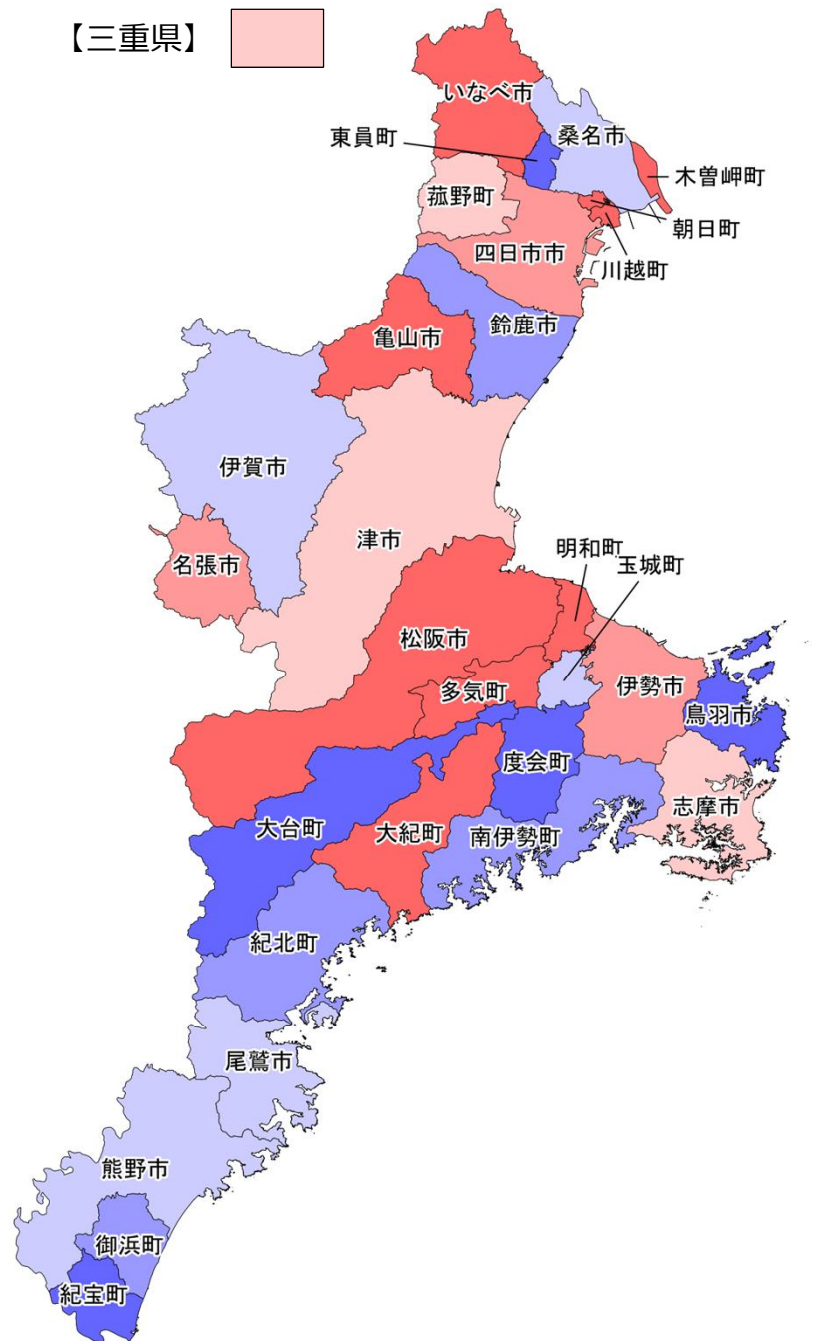 【三重県】
いなべ市
桑名市
東員町
木曽岬町
菰野町
朝日町
四日市市
川越町
鈴鹿市
亀山市
伊賀市
津市
明和町
玉城町
名張市
松阪市
多気町
伊勢市
鳥羽市
度会町
志摩市
大台町
大紀町
南伊勢町
紀北町
尾鷲市
熊野市
御浜町
紀宝町